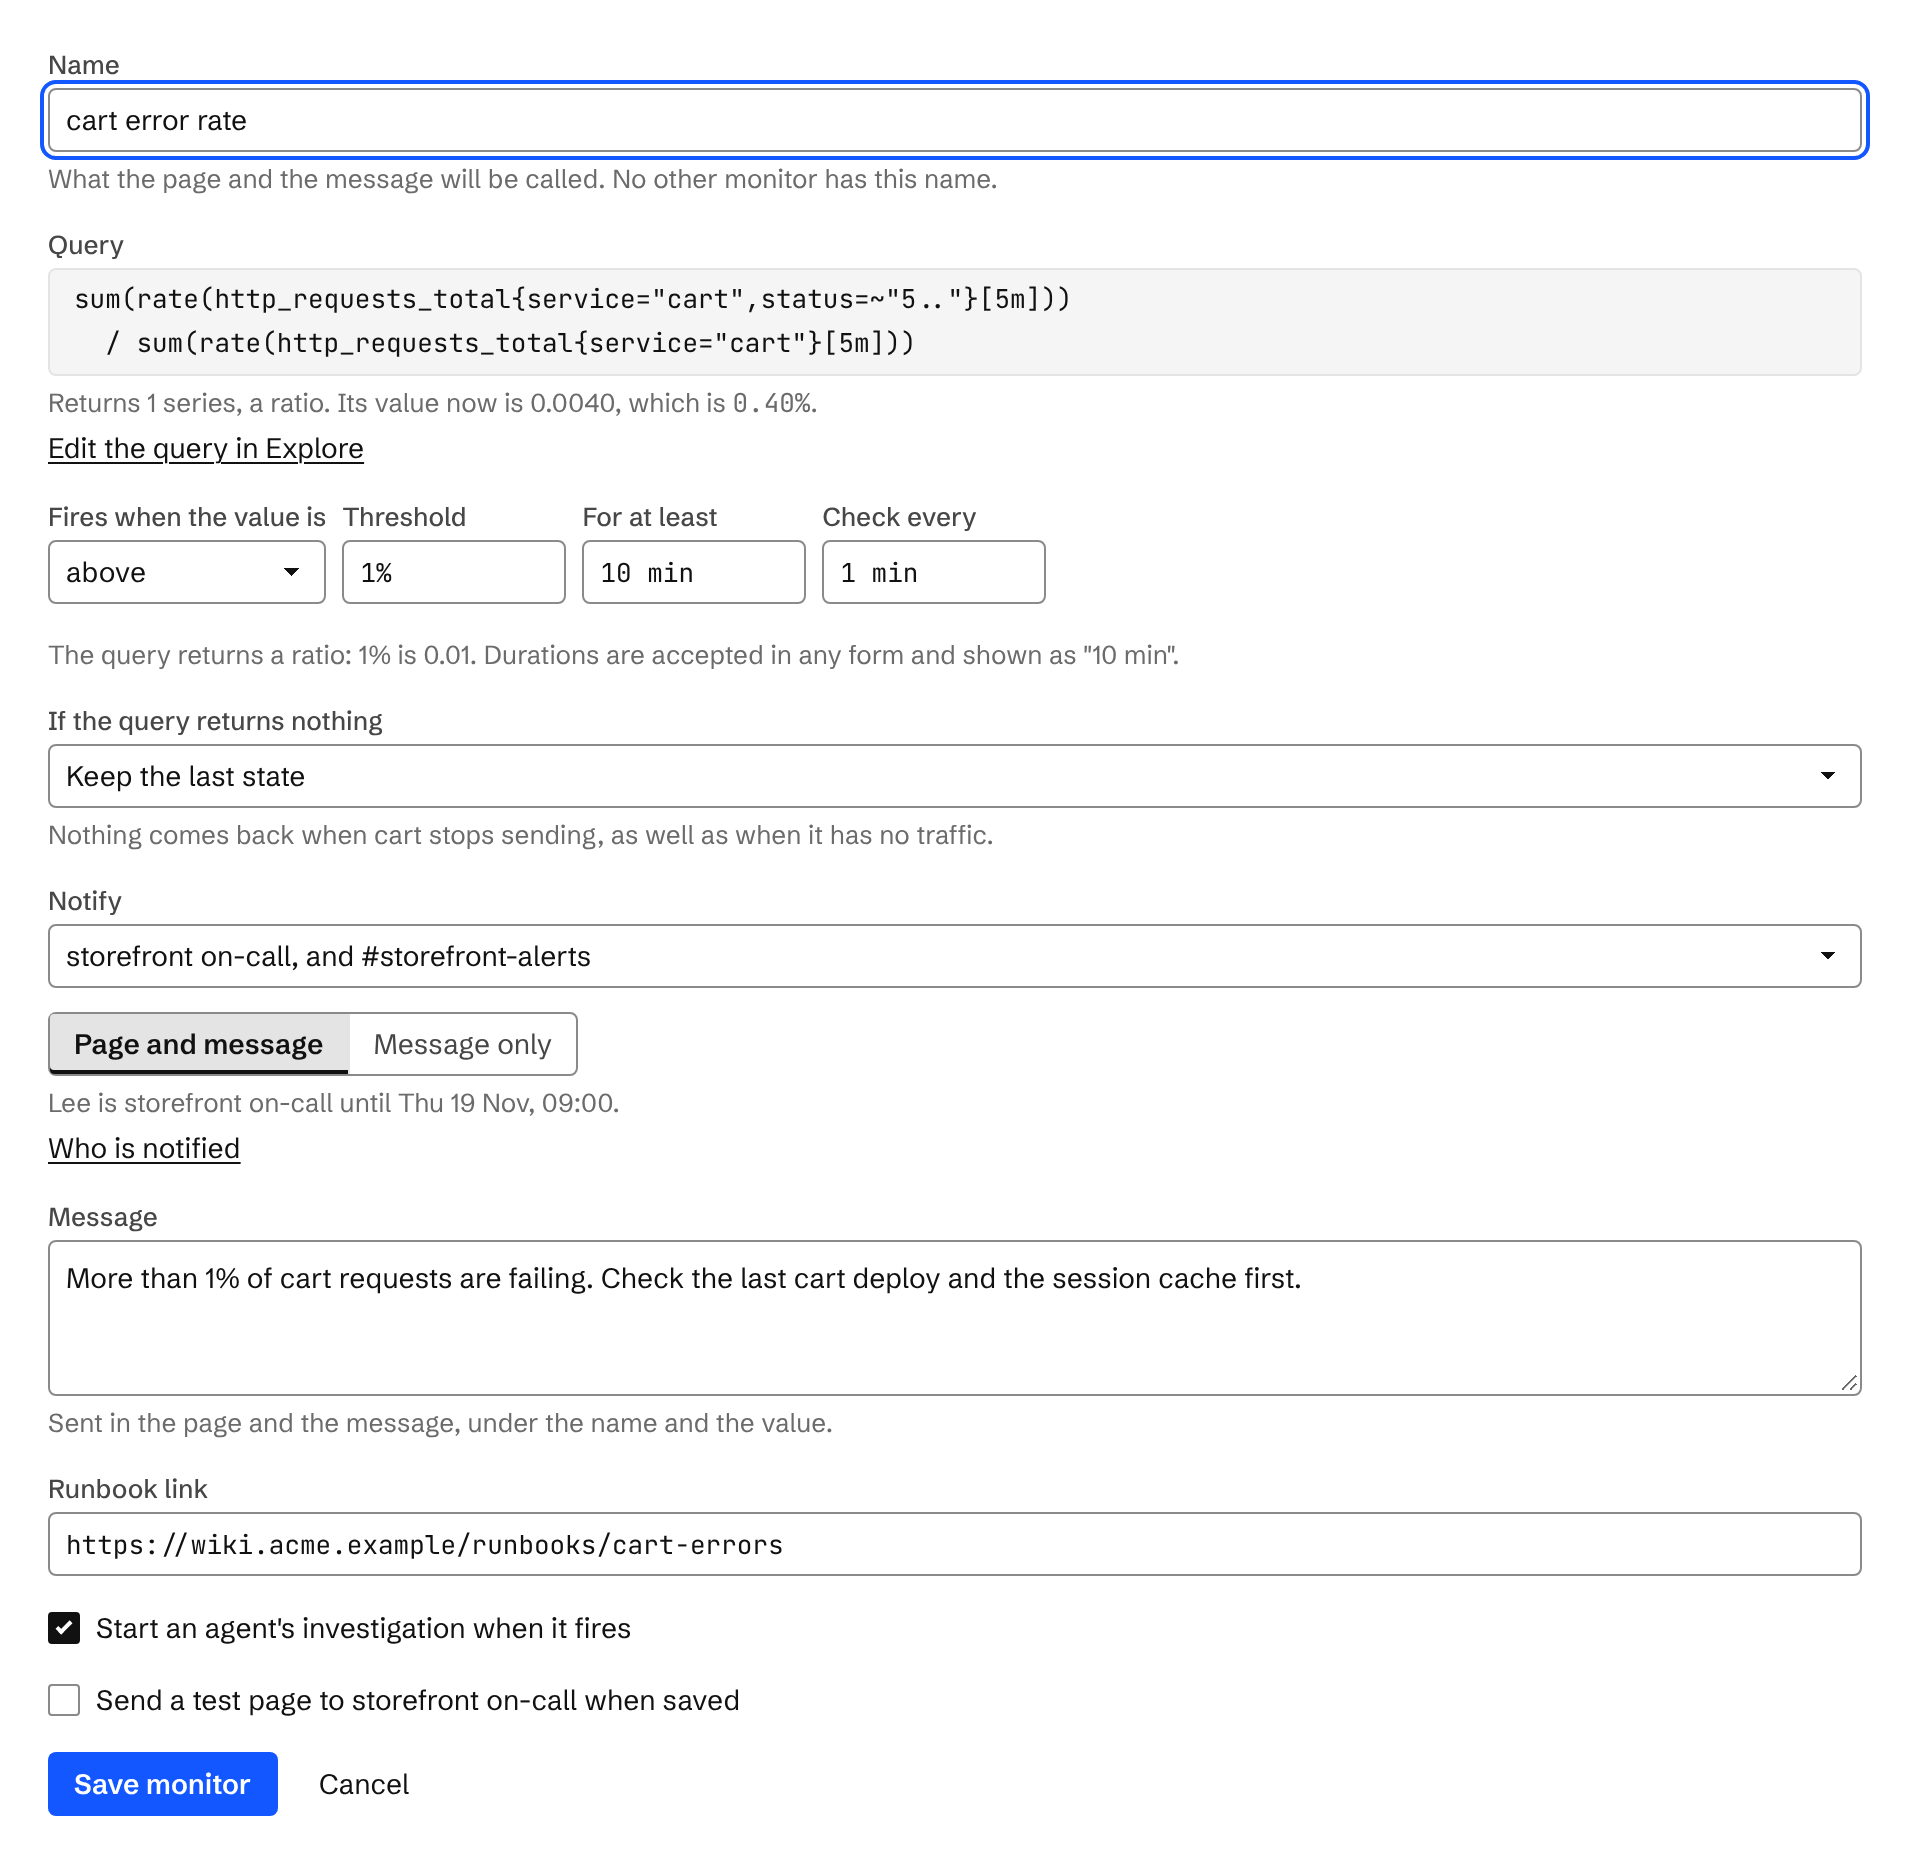 Name
cart error rate
What the page and the message will be called. No other monitor has this name.
Query
sum(rate(http_requests_total{service="cart",status=~"5.."}[5m]))
/ sum(rate(http_requests_total{service="cart"}[5m]))
Returns 1 series, a ratio. Its value now is 0.0040, which is 0.40%.
Edit the query in Explore
Fires when the value is Threshold For at least Check every
above 1% 10 min 1 min
The query returns a ratio: 1% is 0.01. Durations are accepted in any form and shown as "10 min".
If the query returns nothing
Keep the last state
Nothing comes back when cart stops sending, as well as when it has no traffic.
Notify
storefront on-call, and #storefront-alerts
Page and message Message only
Lee is storefront on-call until Thu 19 Nov, 09:00.
Who is notified
Message
More than 1% of cart requests are failing. Check the last cart deploy and the session cache first.
Sent in the page and the message, under the name and the value.
Runbook link
https://wiki.acme.example/runbooks/cart-errors
Start an agent's investigation when it fires
Send a test page to storefront on-call when saved
Save monitor Cancel